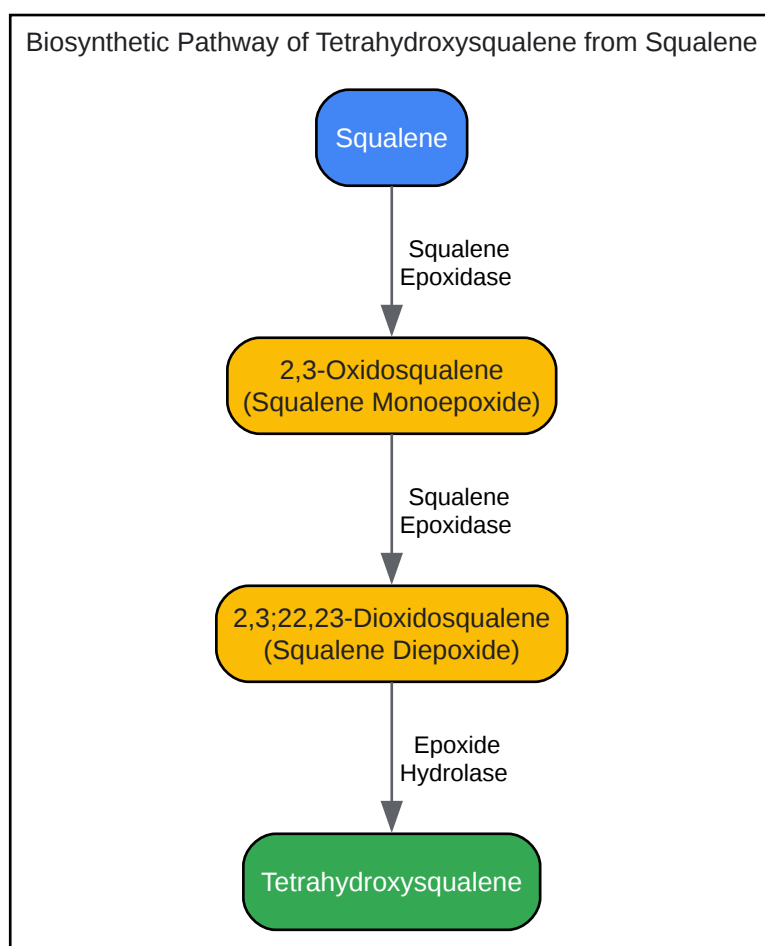 Biosynthetic Pathway of Tetrahydroxysqualene from Squalene
Squalene
Squalene
Epoxidase
2,3-Oxidosqualene
(Squalene Monoepoxide)
Squalene
Epoxidase
2,3;22,23-Dioxidosqualene
(Squalene Diepoxide)
Epoxide
Hydrolase
Tetrahydroxysqualene